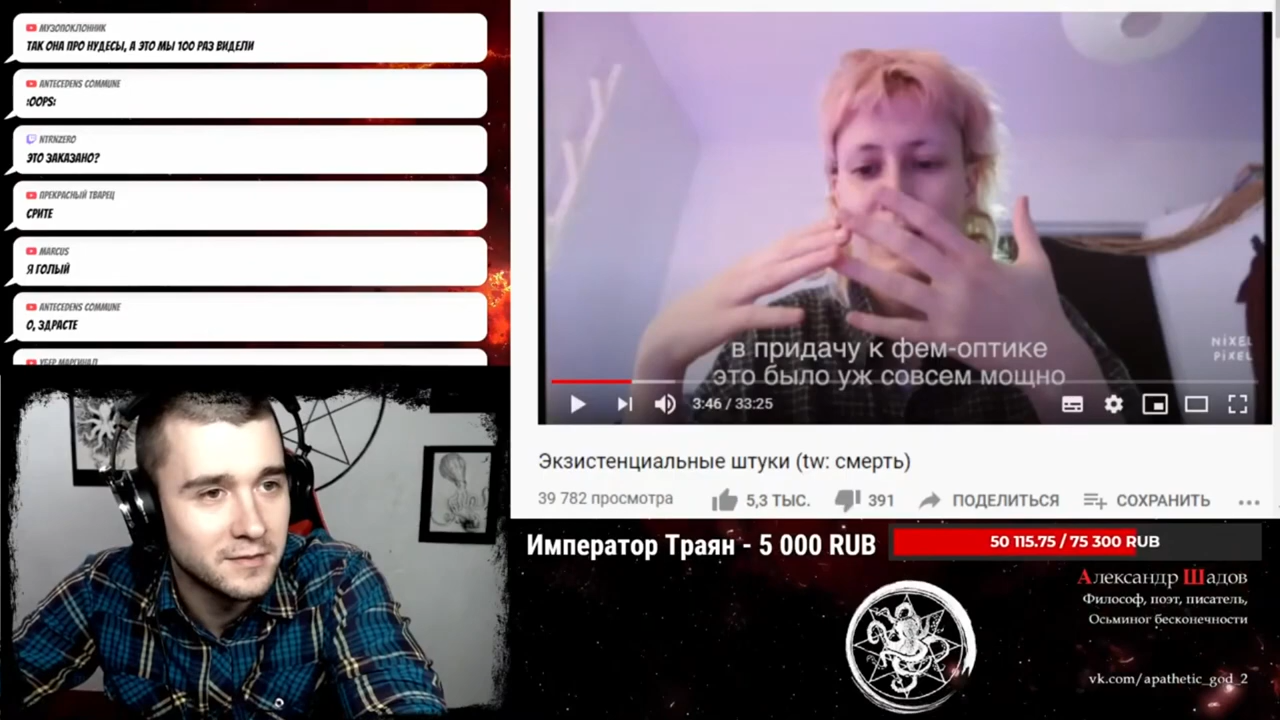 МУЗОПОКЛОННИК
ТАК ОНА ПРО НУДЕСЫ, А ЭТО МЫ 100 РАЗ ВИДЕЛИ
ANTECEDENS COMMUNE
:OOPS:
NTRNZERO
ЭТО ЗАКАЗАНО?
ПРЕКРАСНЫЙ ТВАРЕЦ
СРИТЕ
MARCUS
Я ГОЛЫЙ
ANTECEDENS COMMUNE
О, ЗДРАСТЕ
УБЕР МАРГИНАЛ
NIXEL
PIXEL
в придачу к фем-оптике
это было уж совсем мощно
3:46 / 33:25
Экзистенциальные штуки (tw: смерть)
39 782 просмотра
5,3 ТЫС.
391
ПОДЕЛИТЬСЯ
СОХРАНИТЬ
Император Траян - 5 000 RUB
50 115.75 / 75 300 RUB
Александр Шадов
Философ, поэт, писатель,
Осьминог бесконечности
vk.com/apathetic_god_2